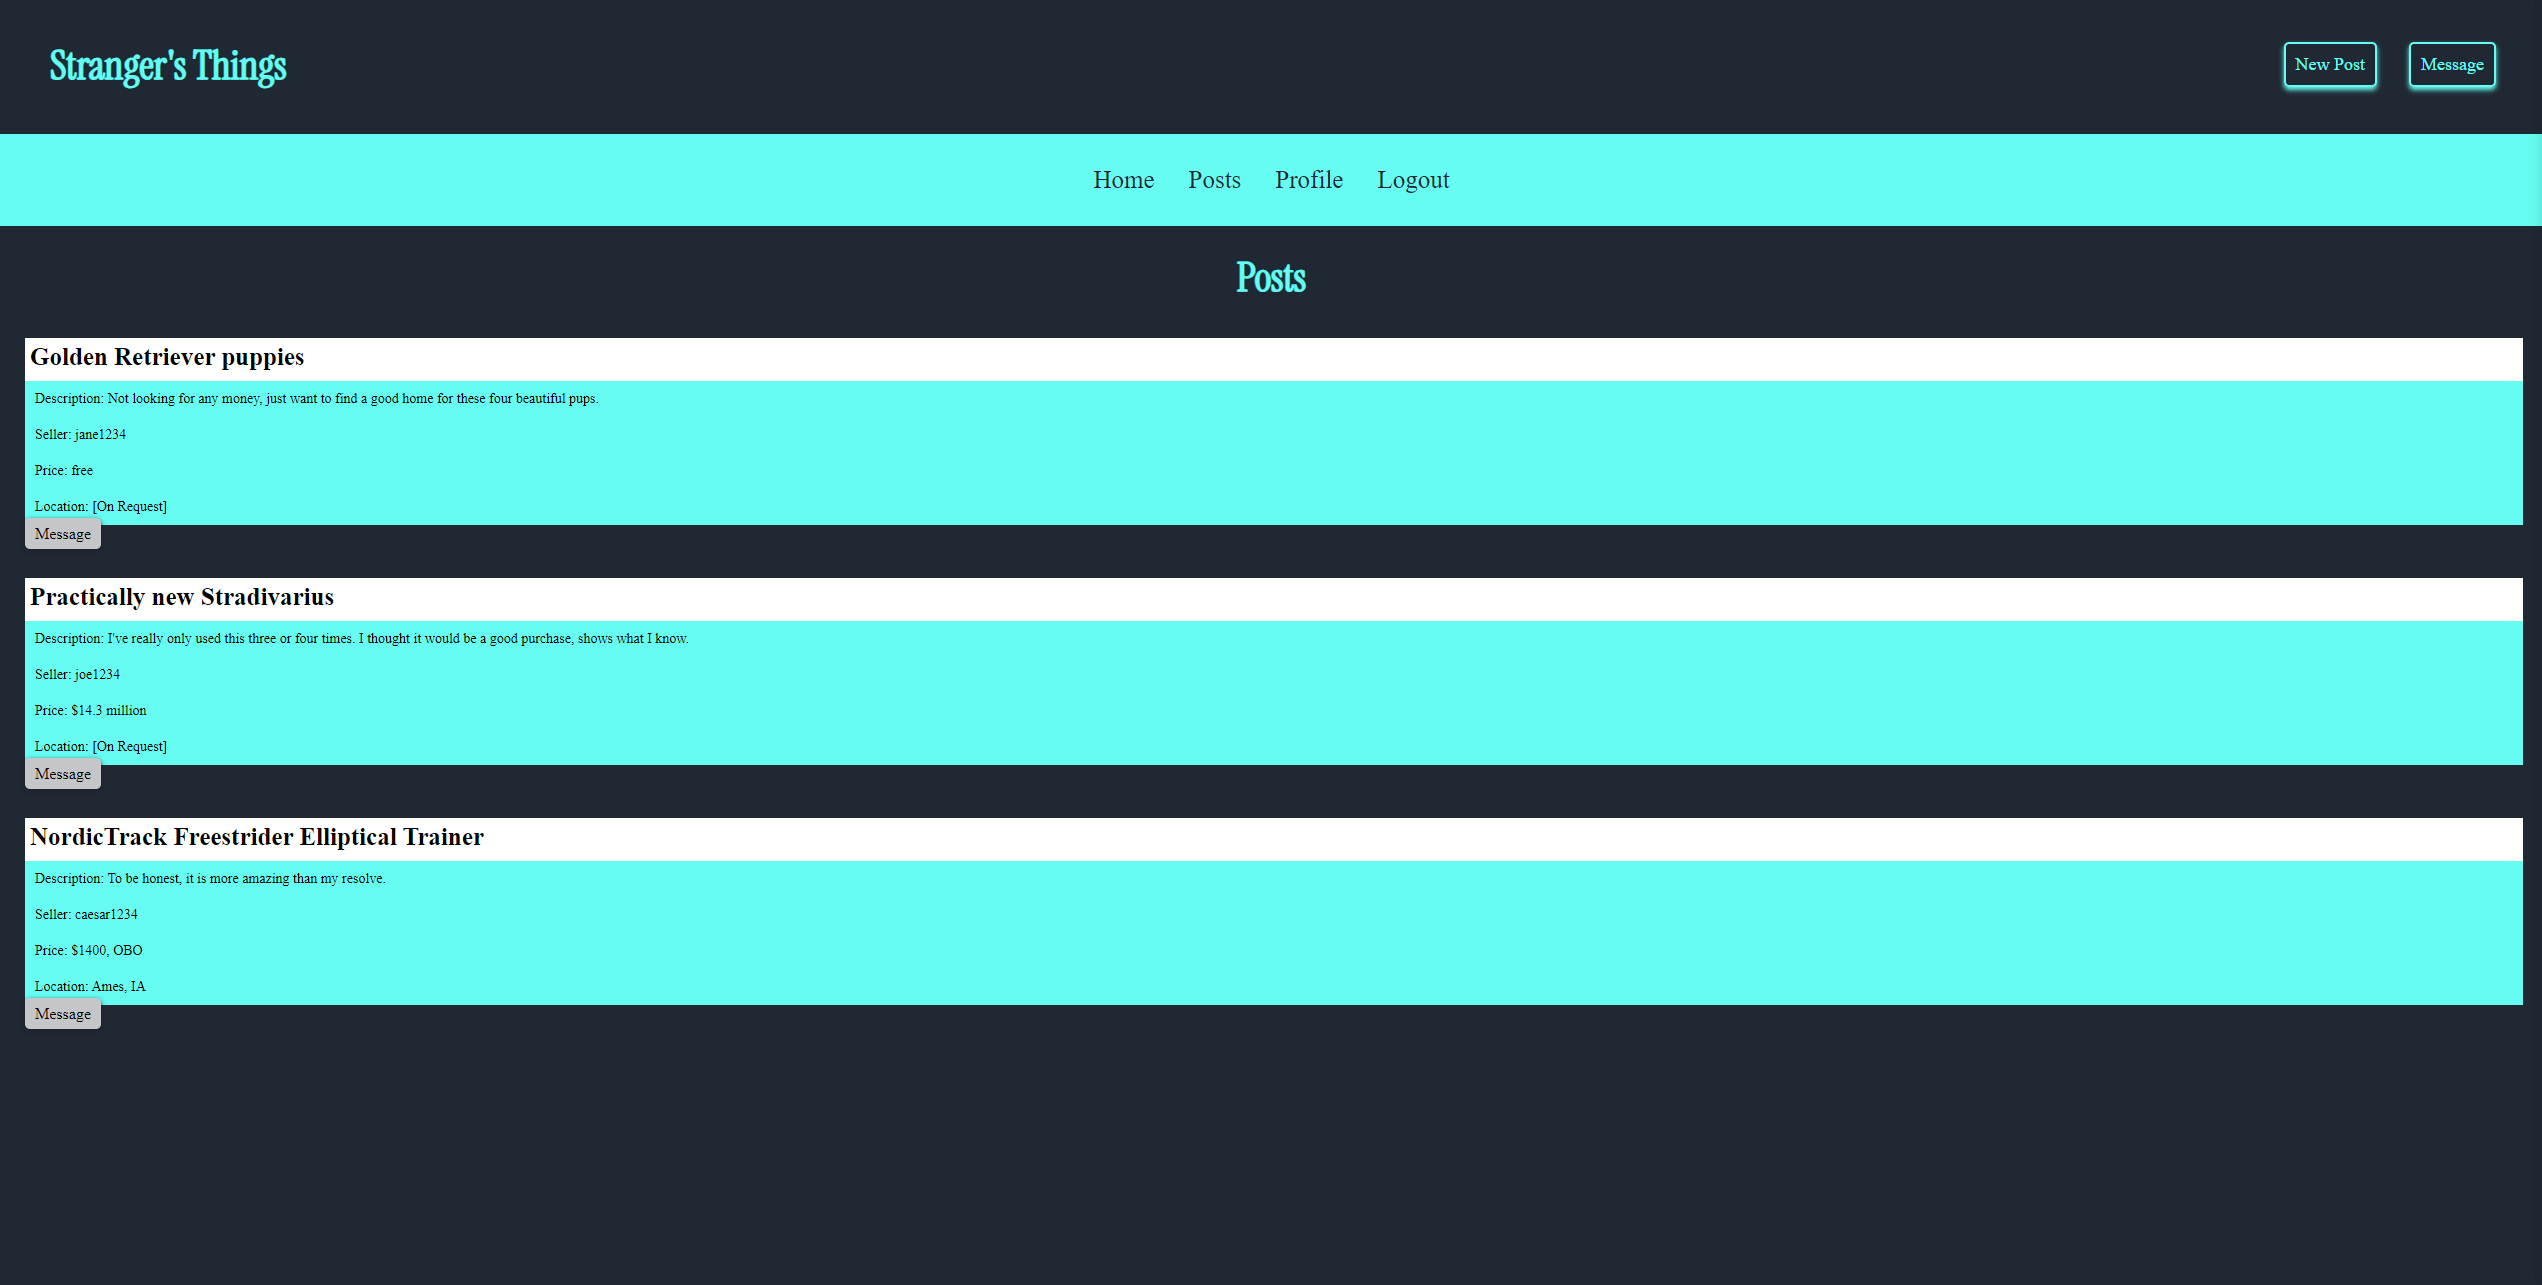 Stranger's Things
New Post
Message
Home Posts Profile Logout
Posts
Golden Retriever puppies
Description: Not looking for any money, just want to find a good home for these four beautiful pups.
Seller: jane1234
Price: free
Location: [On Request]
Message
Practically new Stradivarius
Description: I've really only used this three or four times. I thought it would be a good purchase, shows what I know.
Seller: joe1234
Price: $14.3 million
Location: [On Request]
Message
NordicTrack Freestrider Elliptical Trainer
Description: To be honest, it is more amazing than my resolve.
Seller: caesar1234
Price: $1400, OBO
Location: Ames, IA
Message